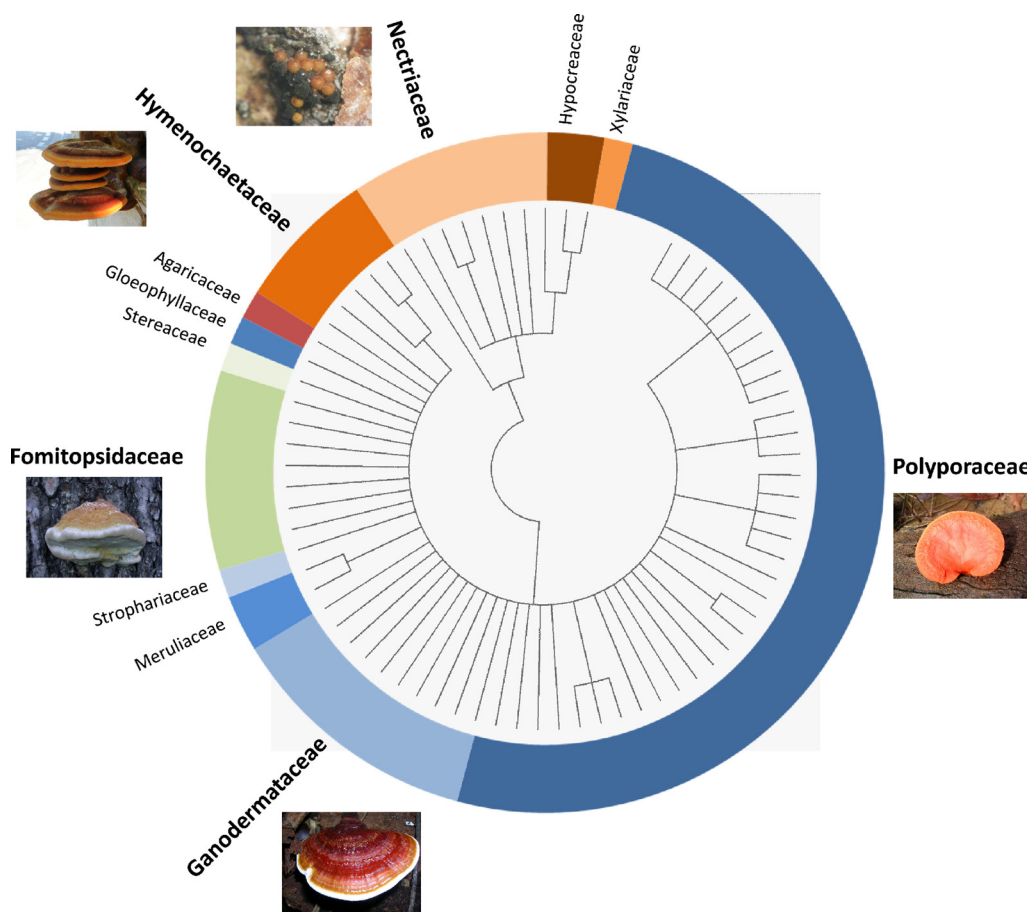 Hypocreaceae
Xylariaceae
Nectriaceae
Hymenochaetaceae
Agaricaceae
Gloeophyllaceae
Stereaceae
Fomitopsidaceae
Polyporaceae
Strophariaceae
Meruliaceae
Ganodermataceae